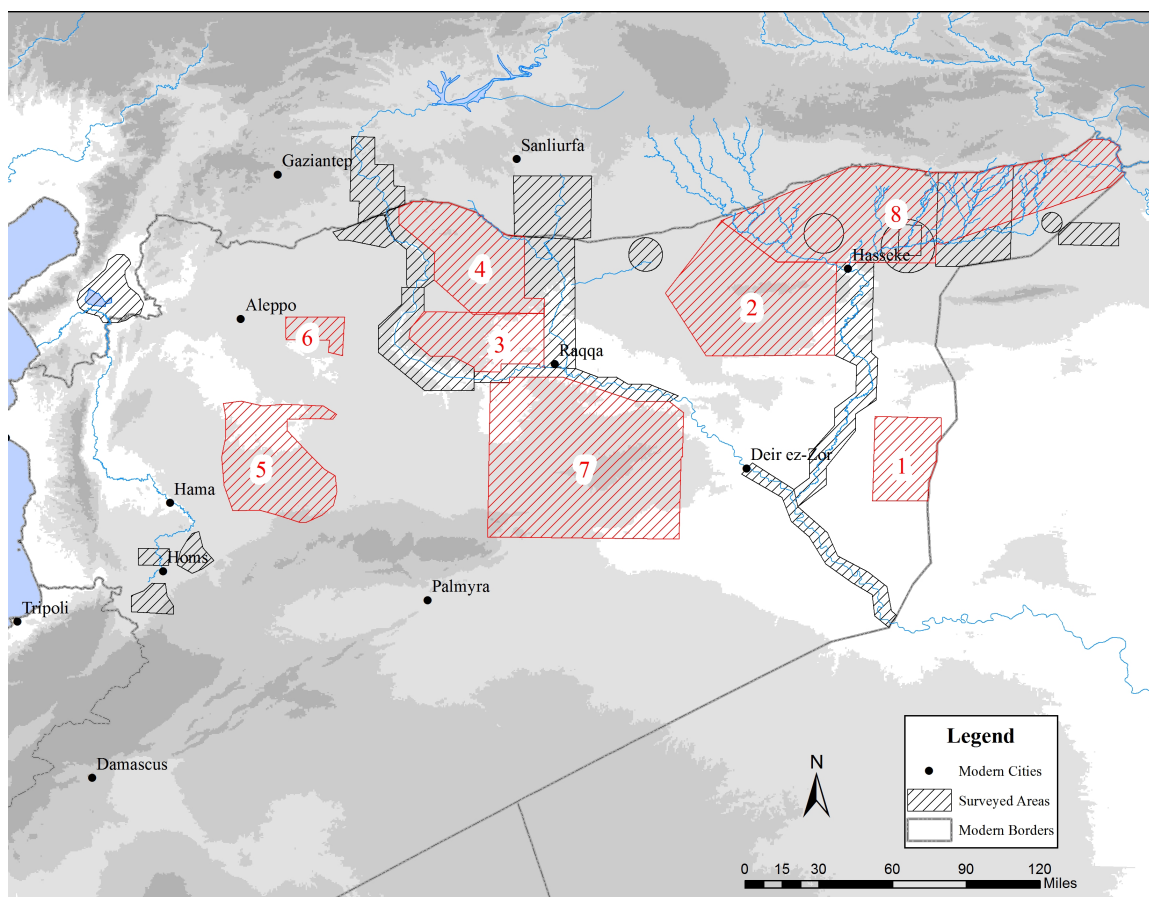 Sanliurfa
Gaziantep
8
4
Hasseke
2
Aleppo
6
3
Raqqa
5
7
1
Deir ez-Zor
Hama
Homs
Palmyra
Tripoli
Damascus
N
Legend
Modern Cities
Surveyed Areas
Modern Borders
0 15 30 60 90 120
Miles